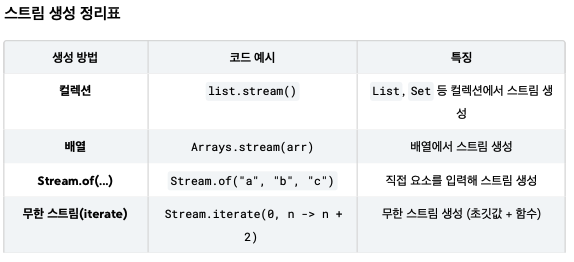 스트림 생성 정리표
생성 방법 코드 예시 특징
컬렉션 list.stream() List, Set 등 컬렉션에서 스트림 생
성
배열 Arrays.stream(arr) 배열에서 스트림 생성
Stream.of(...) Stream.of("a", "b", "c") 직접 요소를 입력해 스트림 생성
무한 스트림(iterate) Stream.iterate(0, n -> n + 무한 스트림 생성 (초깃값 + 함수)
2)